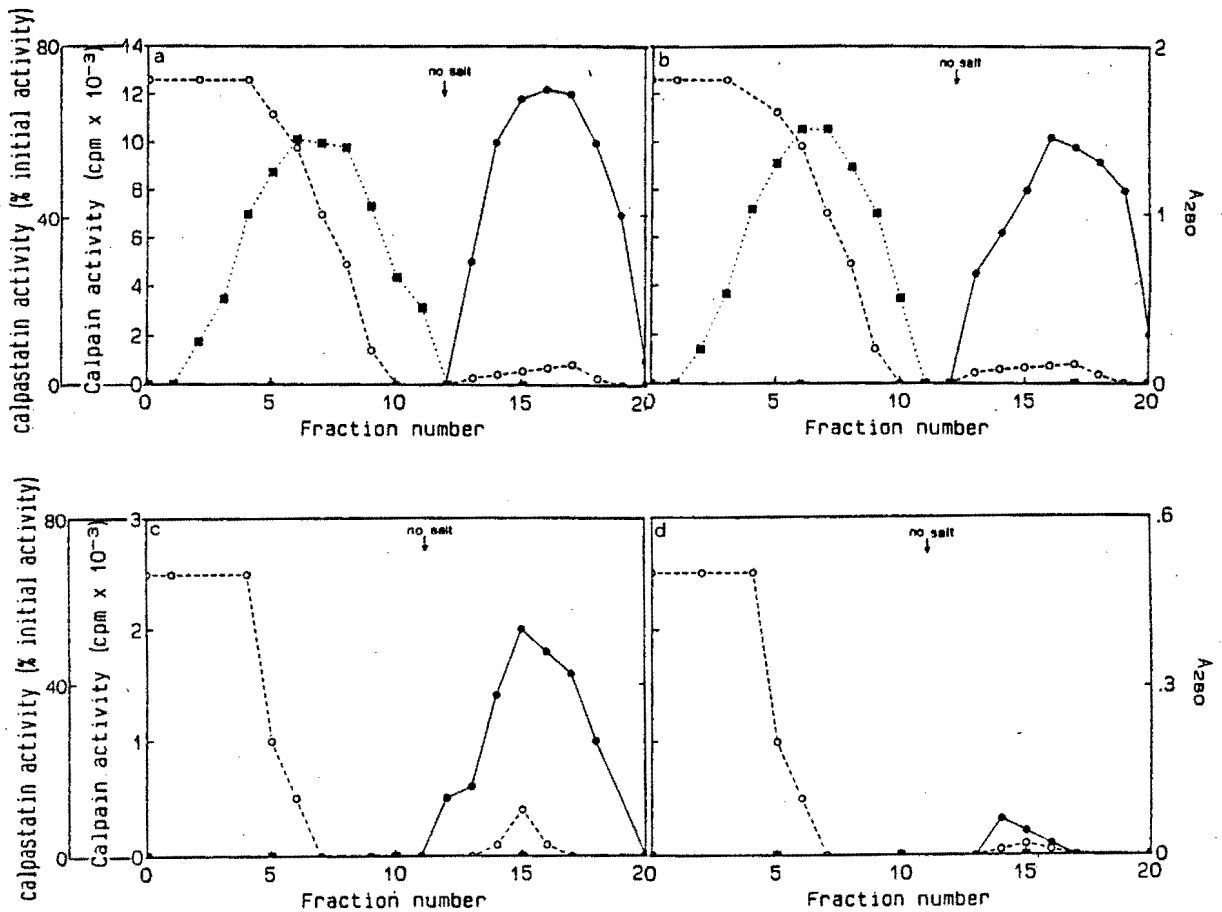 Calpastatin activity (% initial activity)
80
40
0
Calpain activity (cpm x 10⁻³)
14
12
10
8
6
4
2
0
a
no salt
0
5
10
15
20
Fraction number
b
no salt
0
5
10
15
20
Fraction number
2
1
0
A280
Calpastatin activity (% initial activity)
80
40
0
Calpain activity (cpm x 10⁻³)
3
2
1
0
c
no salt
0
5
10
15
20
Fraction number
d
no salt
0
5
10
15
20
Fraction number
.6
.3
0
A280